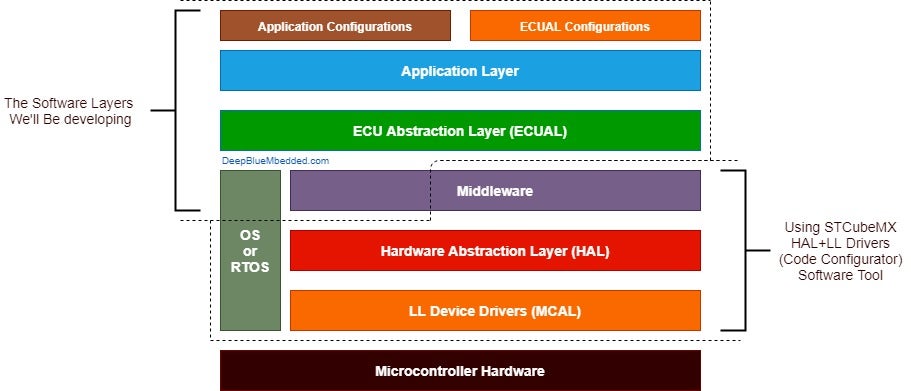 Application Configurations
ECUAL Configurations
Application Layer
The Software Layers
We'll Be developing
ECU Abstraction Layer (ECUAL)
DeepBlueMbedded.com
Middleware
OS
or
RTOS
Hardware Abstraction Layer (HAL)
Using STCubeMX
HAL+LL Drivers
(Code Configurator)
Software Tool
LL Device Drivers (MCAL)
Microcontroller Hardware